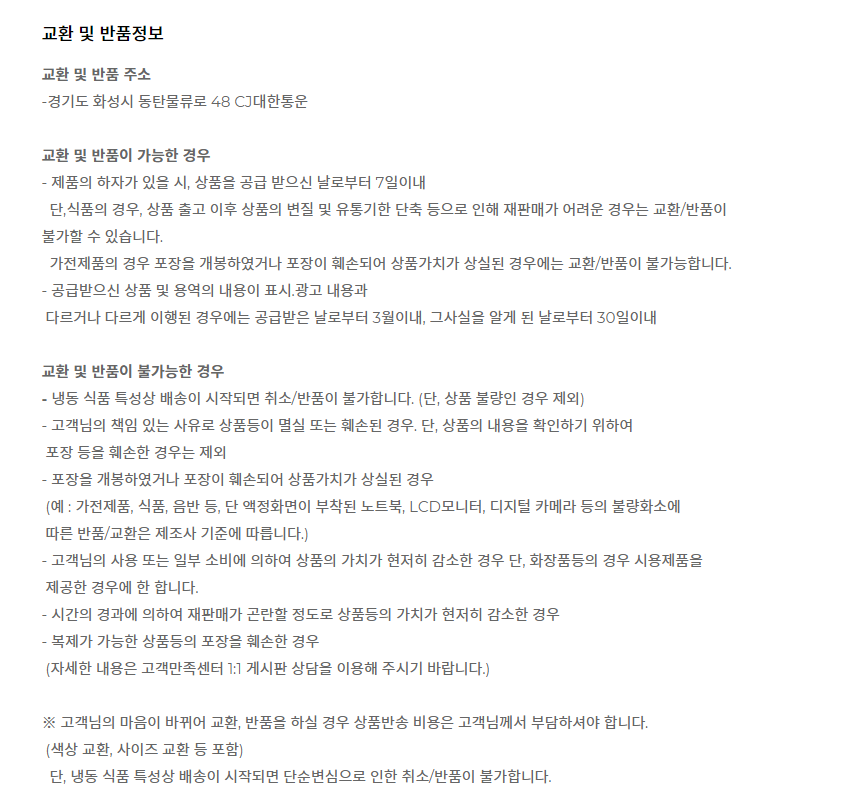 교환 및 반품정보
교환 및 반품 주소
-경기도 화성시 동탄물류로 48 CJ대한통운
교환 및 반품이 가능한 경우
- 제품의 하자가 있을 시, 상품을 공급 받으신 날로부터 7일이내
단,식품의 경우, 상품 출고 이후 상품의 변질 및 유통기한 단축 등으로 인해 재판매가 어려운 경우는 교환/반품이
불가할 수 있습니다.
가전제품의 경우 포장을 개봉하였거나 포장이 훼손되어 상품가치가 상실된 경우에는 교환/반품이 불가능합니다.
- 공급받으신 상품 및 용역의 내용이 표시.광고 내용과
다르거나 다르게 이행된 경우에는 공급받은 날로부터 3월이내, 그사실을 알게 된 날로부터 30일이내
교환 및 반품이 불가능한 경우
- 냉동 식품 특성상 배송이 시작되면 취소/반품이 불가합니다. (단, 상품 불량인 경우 제외)
- 고객님의 책임 있는 사유로 상품등이 멸실 또는 훼손된 경우. 단, 상품의 내용을 확인하기 위하여
포장 등을 훼손한 경우는 제외
- 포장을 개봉하였거나 포장이 훼손되어 상품가치가 상실된 경우
(예 : 가전제품, 식품, 음반 등, 단 액정화면이 부착된 노트북, LCD모니터, 디지털 카메라 등의 불량화소에
따른 반품/교환은 제조사 기준에 따릅니다.)
- 고객님의 사용 또는 일부 소비에 의하여 상품의 가치가 현저히 감소한 경우 단, 화장품등의 경우 시용제품을
제공한 경우에 한 합니다.
- 시간의 경과에 의하여 재판매가 곤란할 정도로 상품등의 가치가 현저히 감소한 경우
- 복제가 가능한 상품등의 포장을 훼손한 경우
(자세한 내용은 고객만족센터 1:1 게시판 상담을 이용해 주시기 바랍니다.)
※ 고객님의 마음이 바뀌어 교환, 반품을 하실 경우 상품반송 비용은 고객님께서 부담하셔야 합니다.
(색상 교환, 사이즈 교환 등 포함)
단, 냉동 식품 특성상 배송이 시작되면 단순변심으로 인한 취소/반품이 불가합니다.